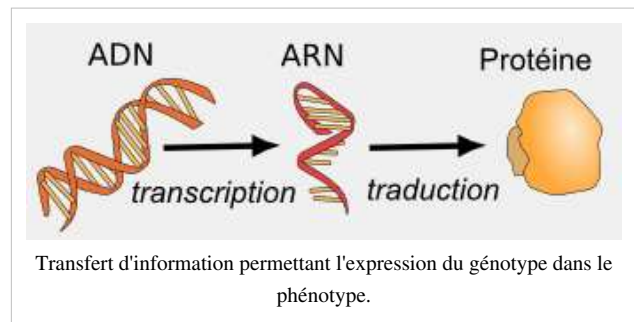 ADN ARN Protéine
transcription traduction
Transfert d'information permettant l'expression du génotype dans le
phénotype.